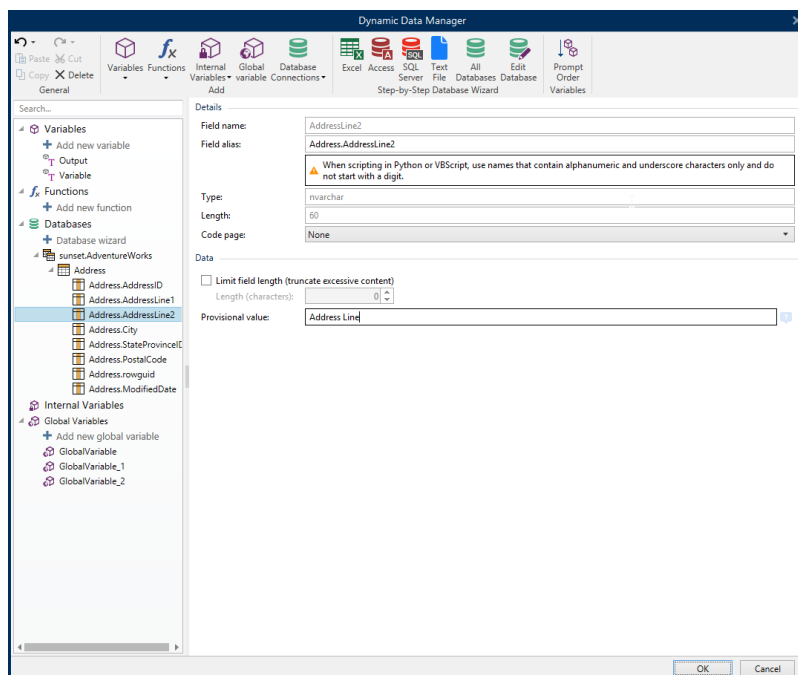 Dynamic Data Manager
Paste Cut
Copy Delete
General
Variables Functions
Internal Variables
Global variable
Database Connections
Add
Excel Access SQL Server Text File All Databases Edit Database
Step-by-Step Database Wizard
Prompt Order
Variables
Search...
Variables
Add new variable
Output
Variable
Functions
Add new function
Databases
Database wizard
sunset.AdventureWorks
Address
Address.AddressID
Address.AddressLine1
Address.AddressLine2
Address.City
Address.StateProvinceID
Address.PostalCode
Address.rowguid
Address.ModifiedDate
Internal Variables
Global Variables
Add new global variable
GlobalVariable
GlobalVariable_1
GlobalVariable_2
Details
Field name: AddressLine2
Field alias: Address.AddressLine2
When scripting in Python or VBScript, use names that contain alphanumeric and underscore characters only and do
not start with a digit.
Type: nvarchar
Length: 60
Code page: None
Data
Limit field length (truncate excessive content)
Length (characters): 0
Provisional value: Address Line
OK Cancel